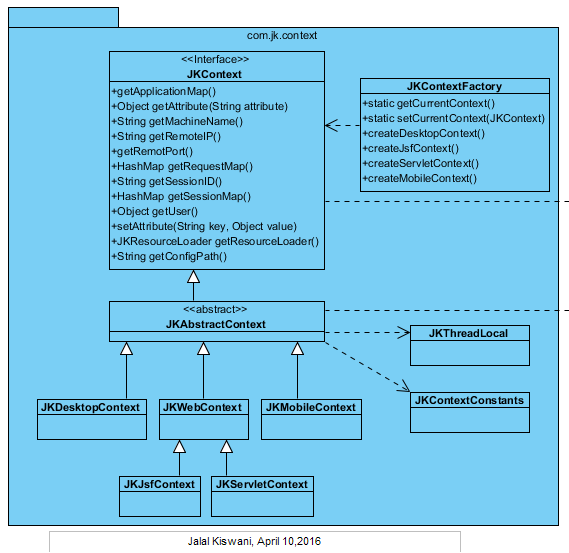 com.jk.context
<<Interface>>
JKContext
+getApplicationMap()
+Object getAttribute(String attribute)
+String getMachineName()
+String getRemoteIP()
+getRemotPort()
+HashMap getRequestMap()
+String getSessionID()
+HashMap getSessionMap()
+Object getUser()
+setAttribute(String key, Object value)
+JKResourceLoader getResourceLoader()
+String getConfigPath()
JKContextFactory
+static getCurrentContext()
+static setCurrentContext(JKContext)
+createDesktopContext()
+createJsfContext()
+createServletContext()
+createMobileContext()
<<abstract>>
JKAbstractContext
JKThreadLocal
JKContextConstants
JKDesktopContext
JKWebContext
JKMobileContext
JKJsfContext
JKServletContext
Jalal Kiswani, April 10,2016